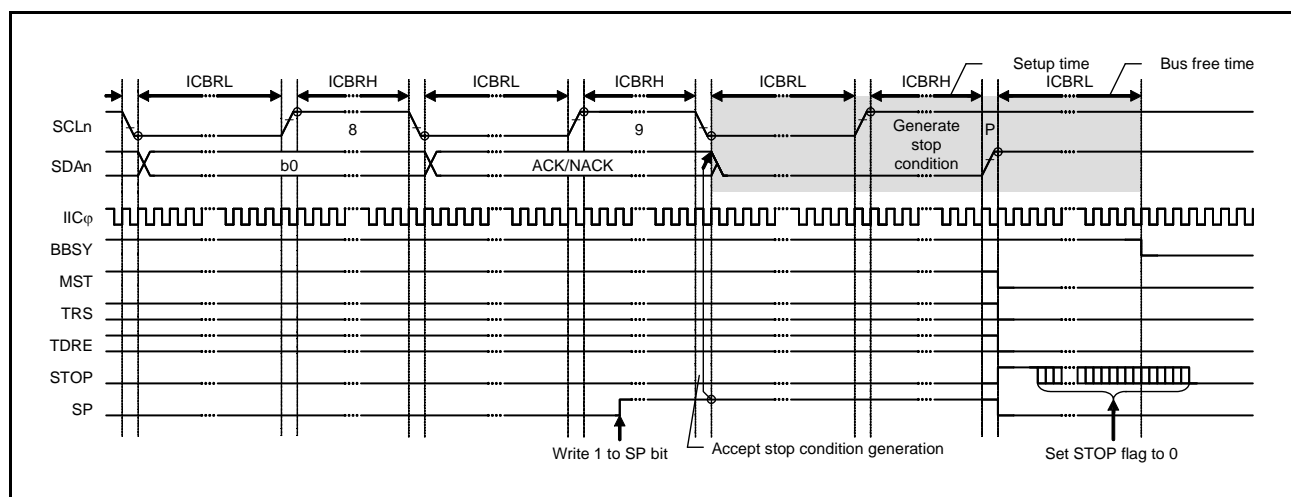 Setup time Bus free time
ICBRL ICBRH ICBRL ICBRH ICBRL ICBRH ICBRL
SCLn 8 9 Generate stop condition P
SDAn b0 ACK/NACK
IICφ
BBSY
MST
TRS
TDRE
STOP
SP
Write 1 to SP bit Accept stop condition generation Set STOP flag to 0